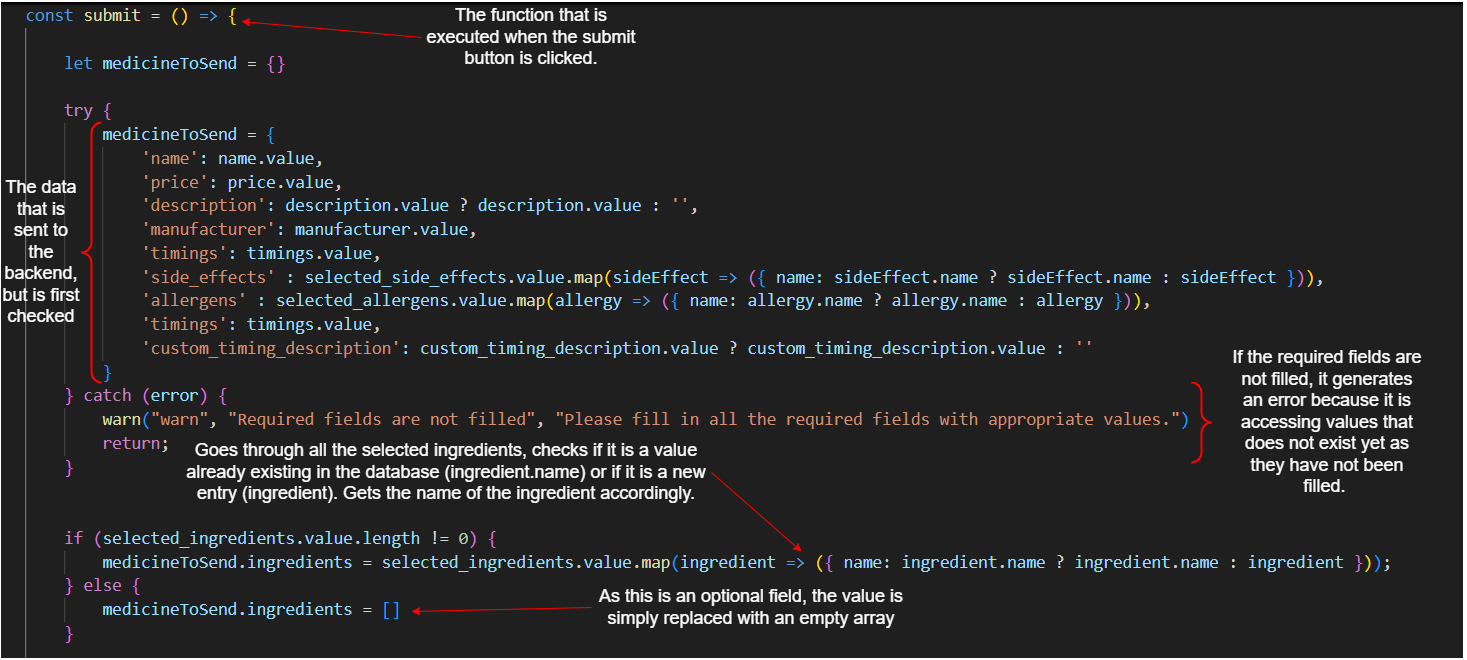 const submit = () => {
The function that is
executed when the submit
button is clicked.
let medicineToSend = {}
try {
medicineToSend = {
'name': name.value,
'price': price.value,
'description': description.value ? description.value : '',
'manufacturer': manufacturer.value,
'timings': timings.value,
'side_effects' : selected_side_effects.value.map(sideEffect => ({ name: sideEffect.name ? sideEffect.name : sideEffect })),
'allergens' : selected_allergens.value.map(allergy => ({ name: allergy.name ? allergy.name : allergy })),
'timings': timings.value,
'custom_timing_description': custom_timing_description.value ? custom_timing_description.value : ''
}
The data
that is
sent to
the
backend,
but is first
checked
} catch (error) {
warn("warn", "Required fields are not filled", "Please fill in all the required fields with appropriate values.")
return;
}
If the required fields are
not filled, it generates
an error because it is
accessing values that
does not exist yet as
they have not been
filled.
Goes through all the selected ingredients, checks if it is a value
already existing in the database (ingredient.name) or if it is a new
entry (ingredient). Gets the name of the ingredient accordingly.
if (selected_ingredients.value.length != 0) {
medicineToSend.ingredients = selected_ingredients.value.map(ingredient => ({ name: ingredient.name ? ingredient.name : ingredient }));
} else {
medicineToSend.ingredients = []
}
As this is an optional field, the value is
simply replaced with an empty array